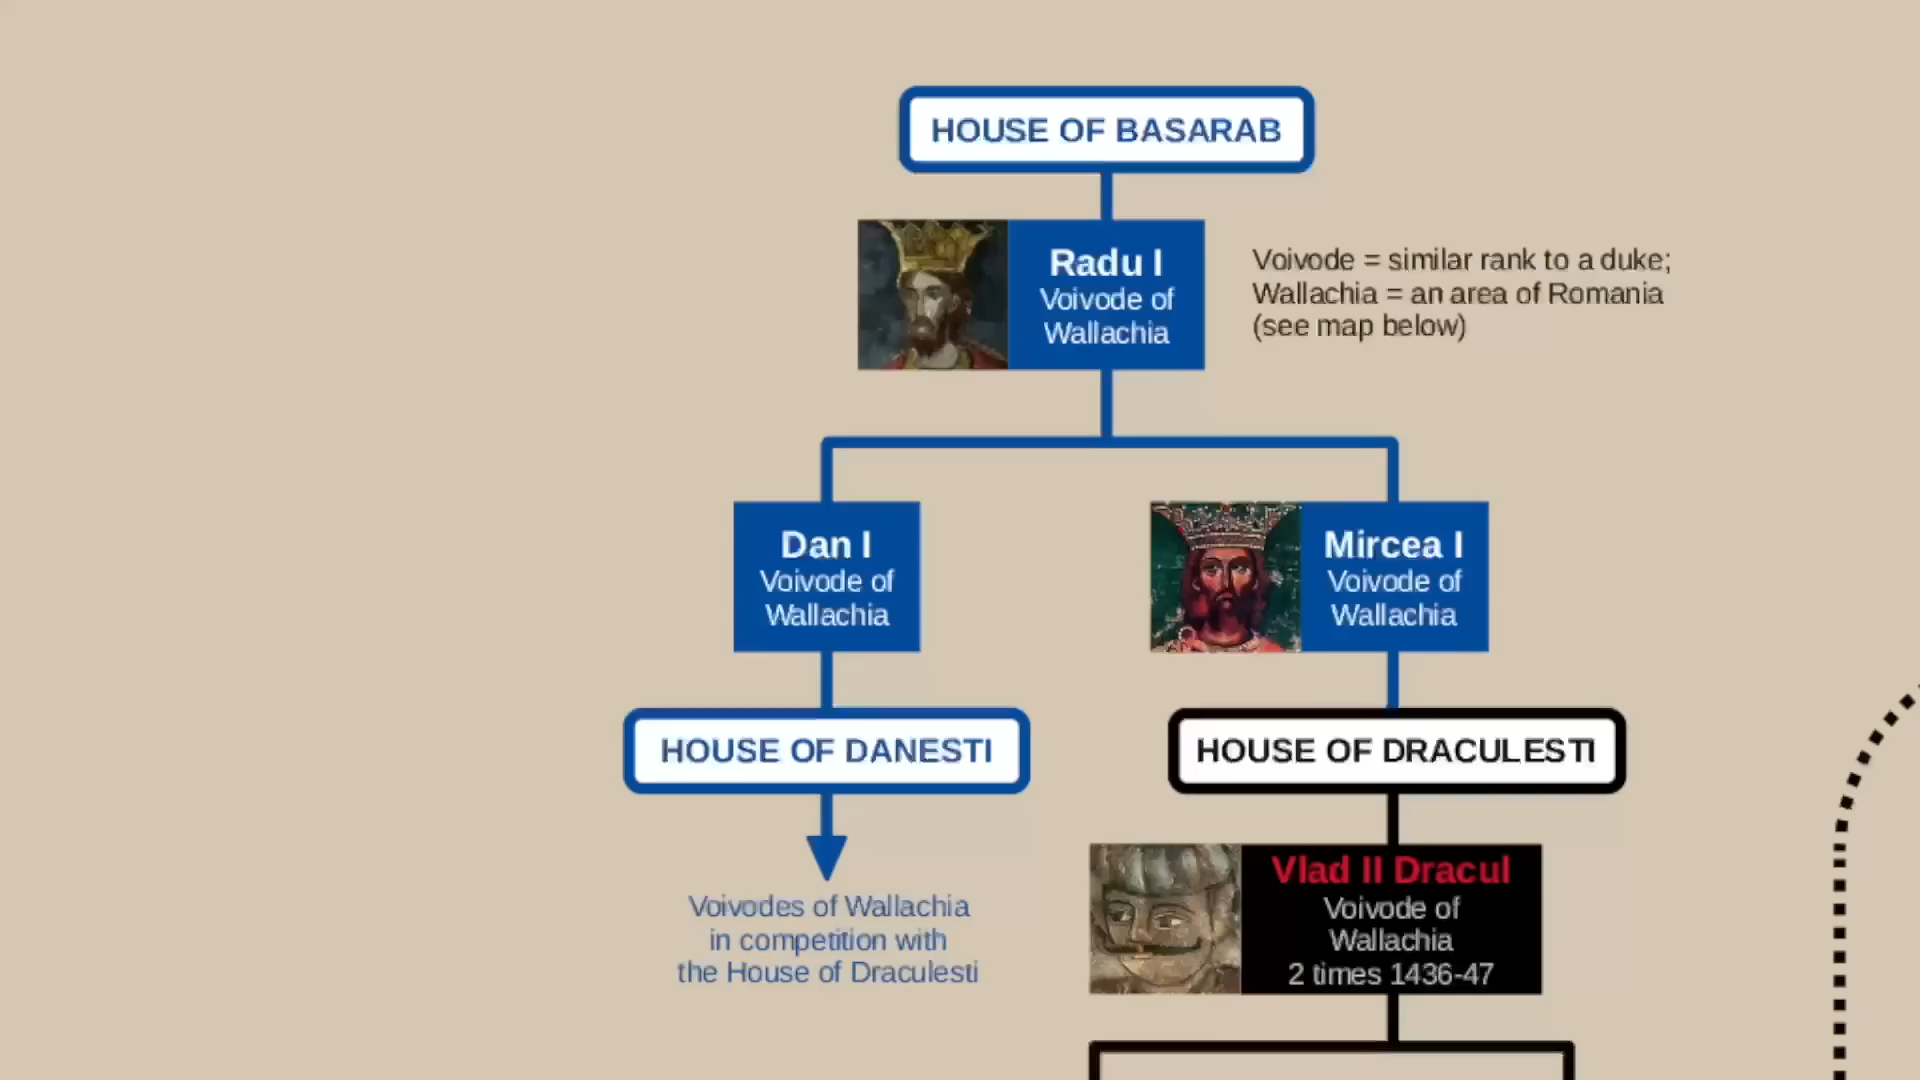 HOUSE OF BASARAB
Radu I
Voivode of
Wallachia
Voivode = similar rank to a duke;
Wallachia = an area of Romania
(see map below)
Dan I
Voivode of
Wallachia
Mircea I
Voivode of
Wallachia
HOUSE OF DANESTI
HOUSE OF DRACULESTI
Voivodes of Wallachia
in competition with
the House of Draculesti
Vlad II Dracul
Voivode of
Wallachia
2 times 1436-47